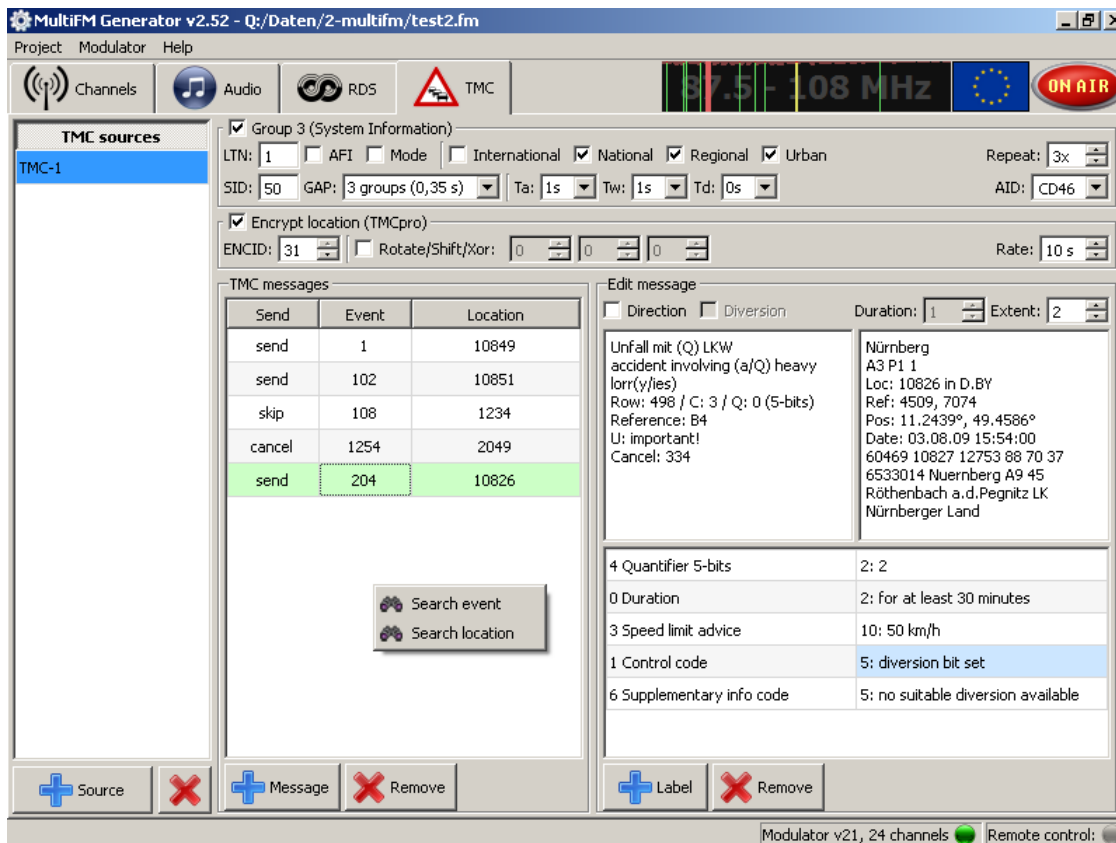 MultiFM Generator v2.52 - Q:/Daten/2-multifm/test2.fm
Project Modulator Help
Channels Audio RDS TMC 87.5 - 108 MHz ON AIR
TMC sources
TMC-1
Source
Group 3 (System Information)
LTN: 1 AFI Mode International National Regional Urban Repeat: 3x
SID: 50 GAP: 3 groups (0,35 s) Ta: 1s Tw: 1s Td: 0s AID: CD46
Encrypt location (TMCpro)
ENCID: 31 Rotate/Shift/Xor: 0 0 0 Rate: 10 s
TMC messages
Send Event Location
send 1 10849
send 102 10851
skip 108 1234
cancel 1254 2049
send 204 10826
Search event
Search location
Message Remove
Edit message
Direction Diversion Duration: 1 Extent: 2
Unfall mit (Q) LKW
accident involving (a/Q) heavy
lorr(y/ies)
Row: 498 / C: 3 / Q: 0 (5-bits)
Reference: B4
U: important!
Cancel: 334
Nürnberg
A3 P1 1
Loc: 10826 in D.BY
Ref: 4509, 7074
Pos: 11.2439°, 49.4586°
Date: 03.08.09 15:54:00
60469 10827 12753 88 70 37
6533014 Nuernberg A9 45
Röthenbach a.d.Pegnitz LK
Nürnberger Land
4 Quantifier 5-bits 2: 2
0 Duration 2: for at least 30 minutes
3 Speed limit advice 10: 50 km/h
1 Control code 5: diversion bit set
6 Supplementary info code 5: no suitable diversion available
Label Remove
Modulator v21, 24 channels Remote control: